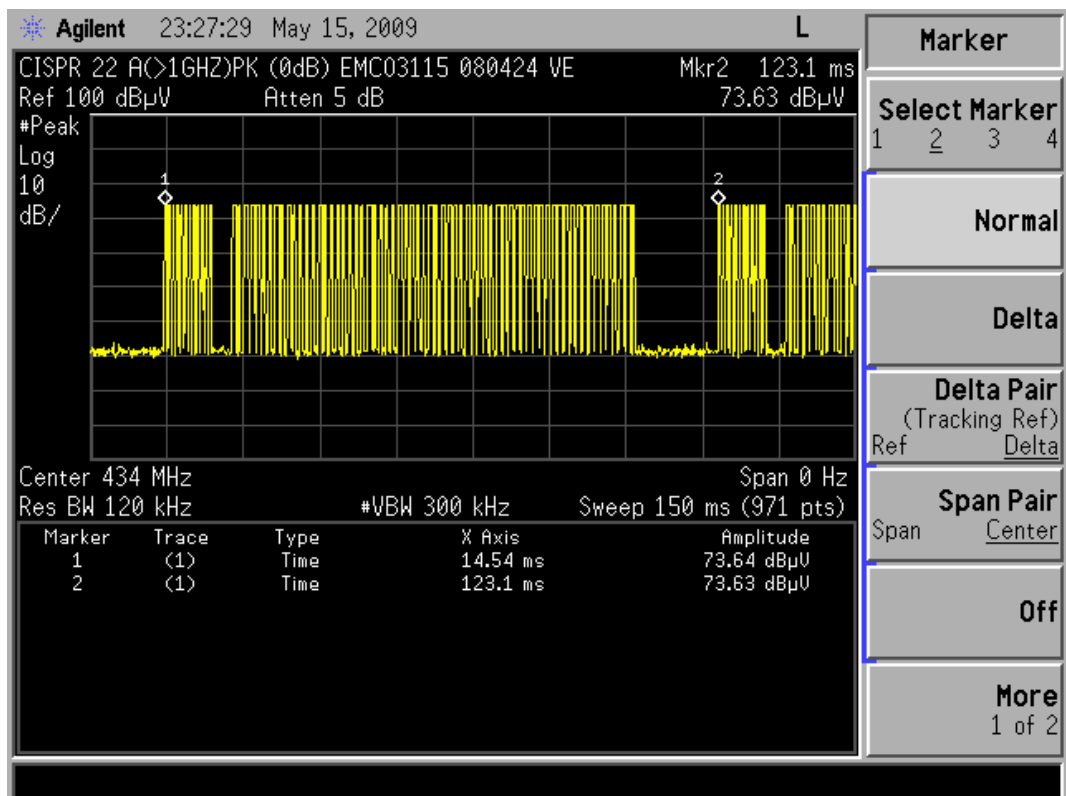 Agilent 23:27:29 May 15, 2009 L
CISPR 22 A(>1GHZ)PK (0dB) EMCO3115 080424 VE Mkr2 123.1 ms
Ref 100 dBµV Atten 5 dB 73.63 dBµV
#Peak
Log
10
dB/
1
2
Center 434 MHz Span 0 Hz
Res BW 120 kHz #VBW 300 kHz Sweep 150 ms (971 pts)
Marker Trace Type X Axis Amplitude
1 (1) Time 14.54 ms 73.64 dBµV
2 (1) Time 123.1 ms 73.63 dBµV
Marker
Select Marker
1 2 3 4
Normal
Delta
Delta Pair
(Tracking Ref)
Ref Delta
Span Pair
Span Center
Off
More
1 of 2